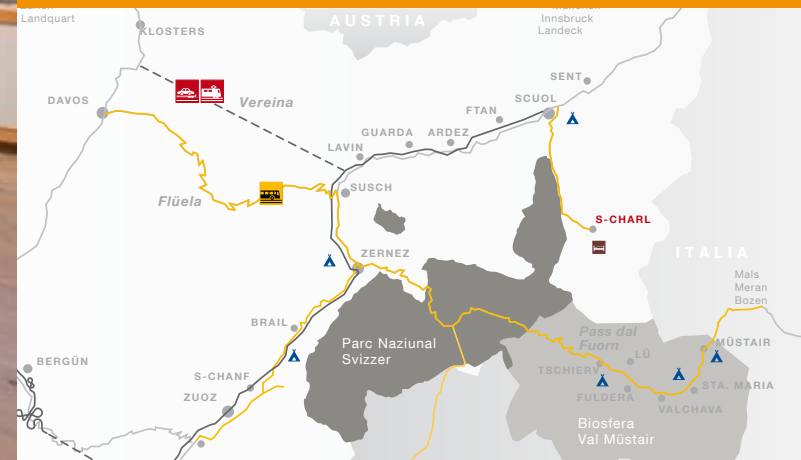 Landquart
KLOSTERS
AUSTRIA
Innsbruck
Landeck
SENT
DAVOS
Vereina
SCUOL
FTAN
GUARDA
ARDEZ
LAVIN
SUSCH
Flüela
S-CHARL
ZERNEZ
ITALIA
Mals
Meran
Bozen
BRAIL
Parc Naziunal
Svizzer
Pass dal
Fuorn
MÜSTAIR
BERGÜN
LÜ
TSCHIERV
S-CHANF
STA. MARIA
ZUOZ
FULDERA
VALCHAVA
Biosfera
Val Müstair